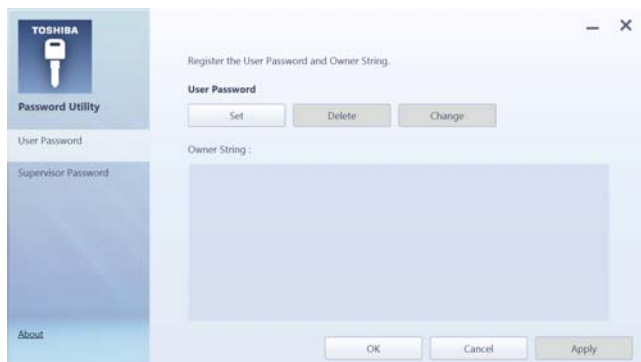 TOSHIBA
Password Utility
User Password
Supervisor Password
About
Register the User Password and Owner String.
User Password
Set Delete Change
Owner String :
OK Cancel Apply